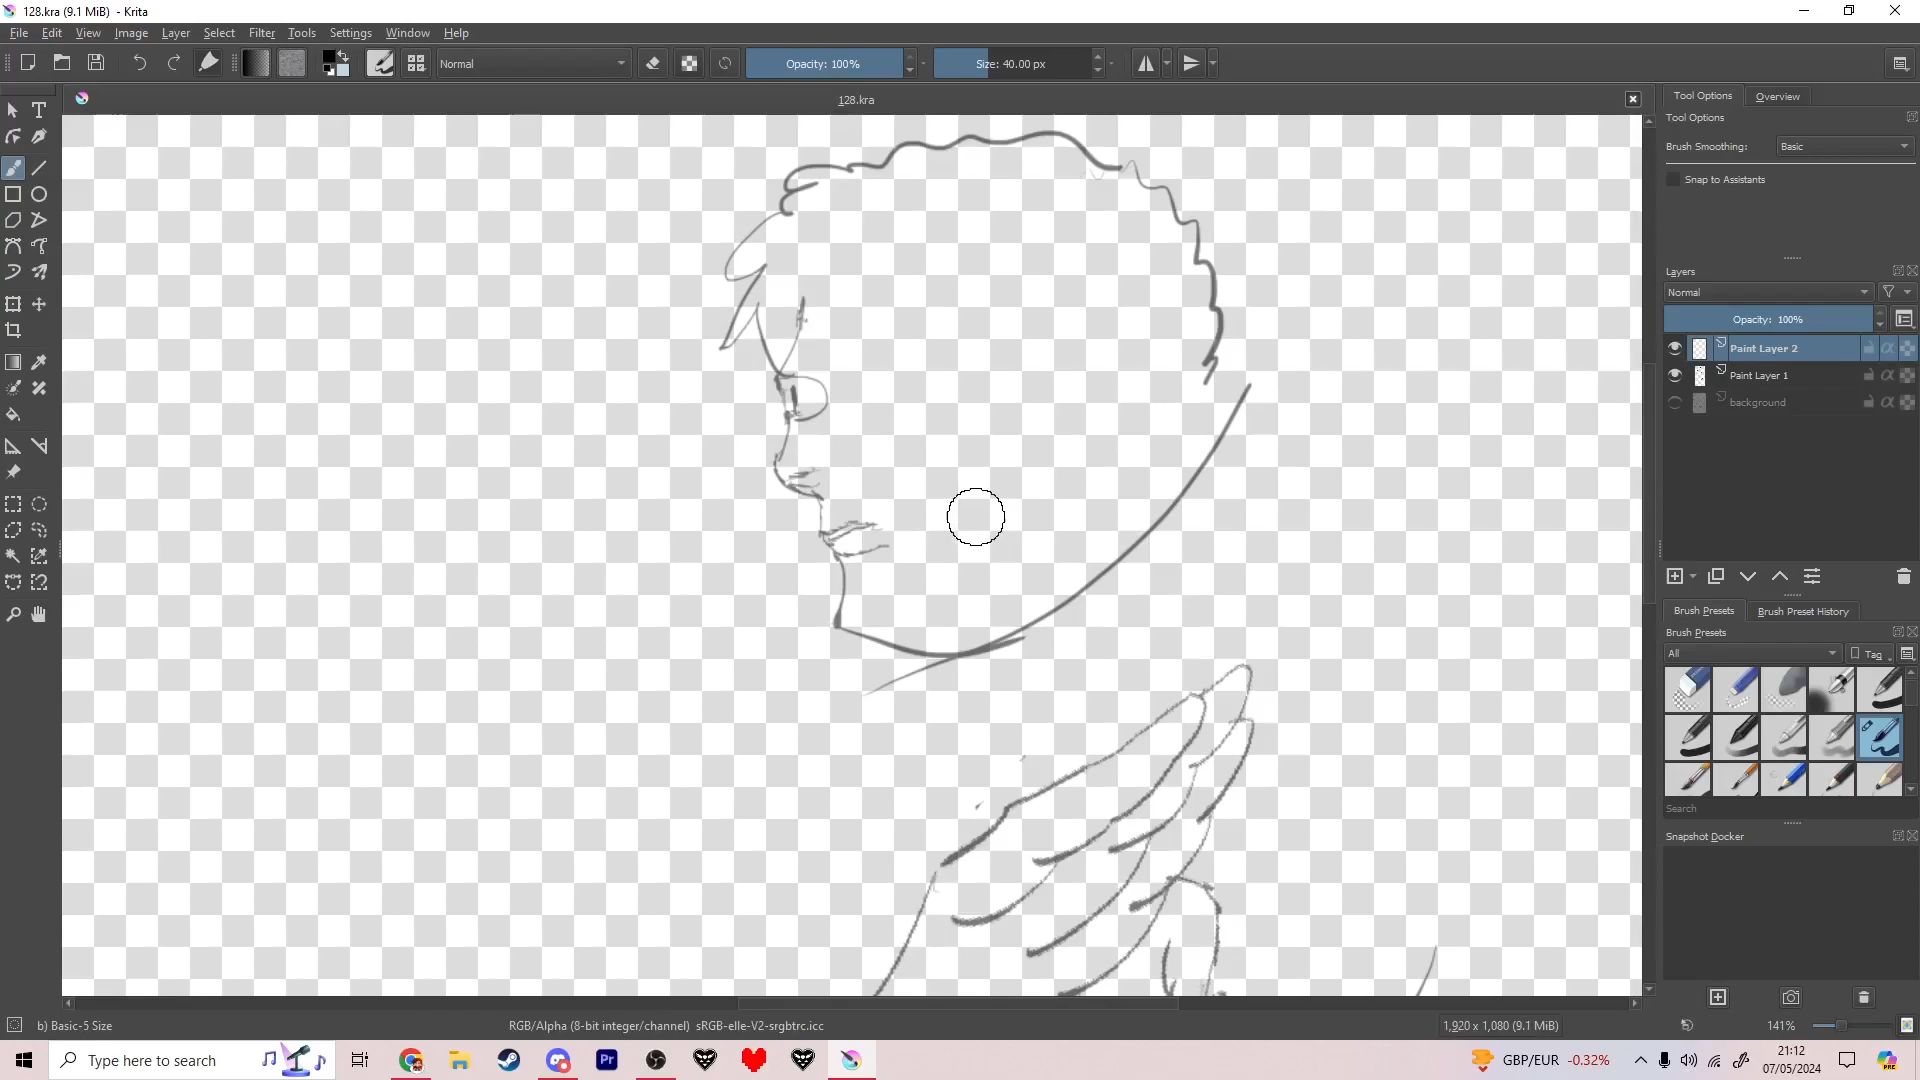 128.kra (9.1 MiB) - Krita
File Edit View Image Layer Select Filter Tools Settings Window Help
Normal
Opacity: 100%
Size: 40.00 px
128.kra
Tool Options
Overview
Tool Options
Brush Smoothing: Basic
Snap to Assistants
Layers
Normal
Opacity: 100%
Paint Layer 2
Paint Layer 1
background
Brush Presets
Brush Preset History
Brush Presets
All
Tag
Search
Snapshot Docker
b) Basic-5 Size
RGB/Alpha (8-bit integer/channel) sRGB-elle-V2-srgbtrc.icc
1,920 x 1,080 (9.1 MiB)
141%
Type here to search
Pr
GBP/EUR -0.32%
21:12
07/05/2024
PRE